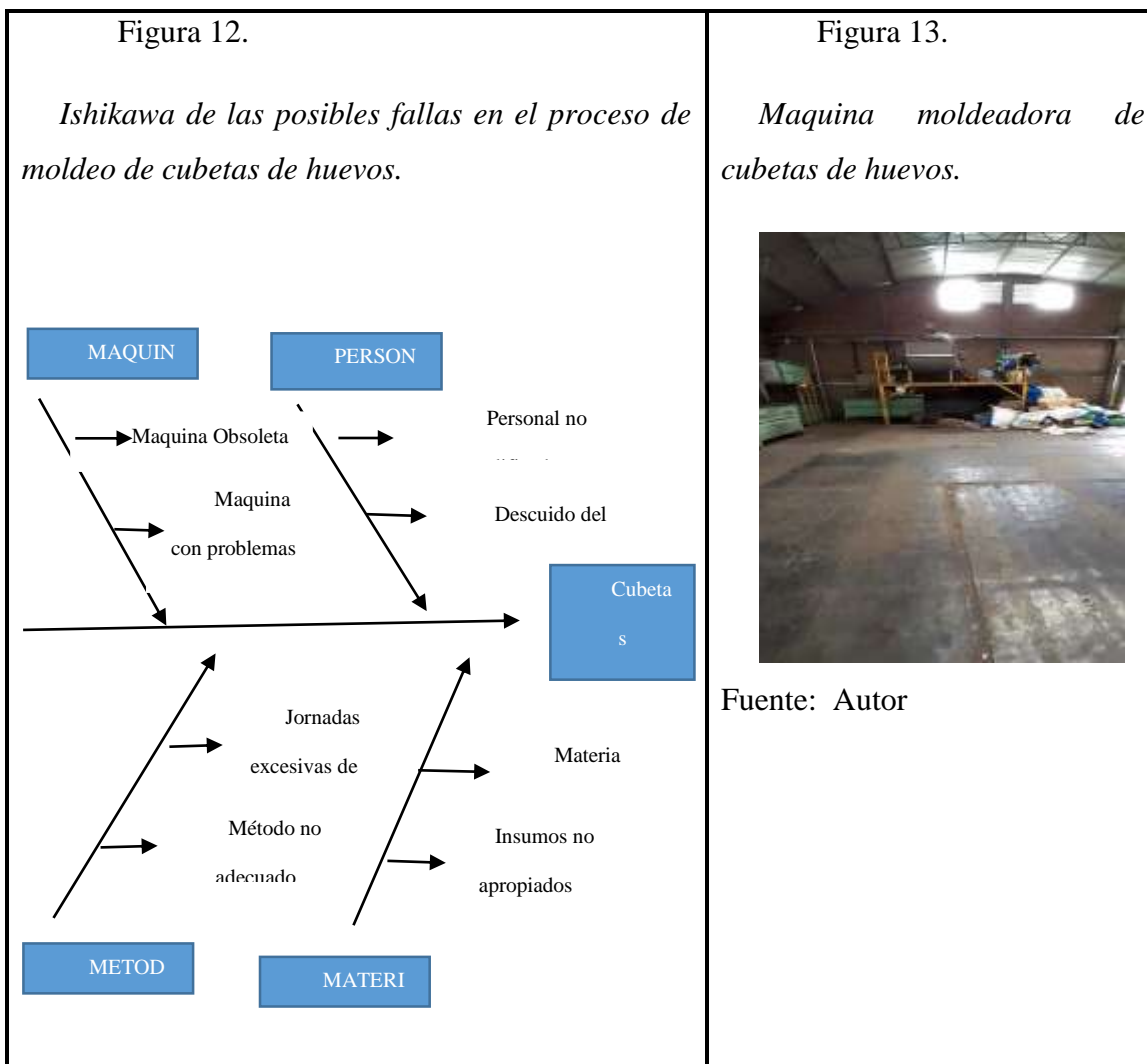 Figura 12.
Ishikawa de las posibles fallas en el proceso de
moldeo de cubetas de huevos.
MAQUIN
PERSON
Maquina Obsoleta
Personal no
Maquina
con problemas
Descuido del
Cubeta
s
Jornadas
excesivas de
Materia
Método no
adecuado
Insumos no
apropiados
METOD
MATERI
Figura 13.
Maquina moldeadora de
cubetas de huevos.
Fuente: Autor